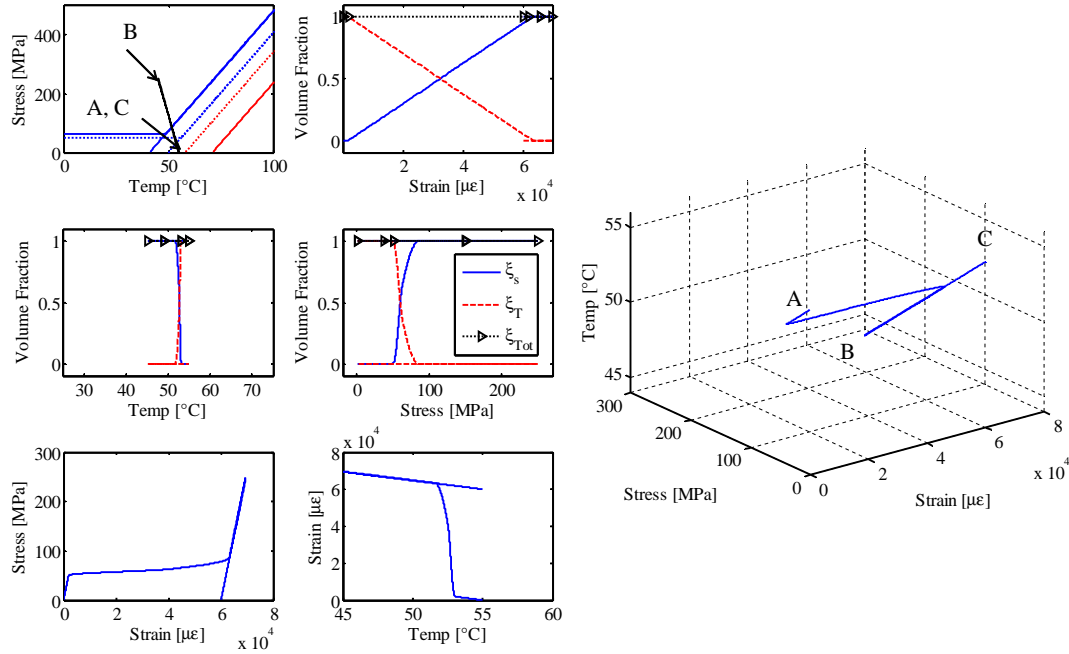 Stress [MPa]
400
200
0
0
50
100
Temp [°C]
B
A, C
Volume Fraction
1
0.5
0
2
4
6
Strain [µε]
x 10^4
Volume Fraction
1
0.5
0
30
40
50
60
70
Temp [°C]
Volume Fraction
1
0.5
0
0
100
200
Stress [MPa]
ξs
ξT
ξTot
Stress [MPa]
300
200
100
0
0
2
4
6
8
Strain [µε]
x 10^4
Strain [µε]
x 10^4
8
6
4
2
0
45
50
55
60
Temp [°C]
Temp [°C]
55
50
45
300
200
100
0
Stress [MPa]
0
2
4
6
8
x 10^4
Strain [µε]
A
B
C